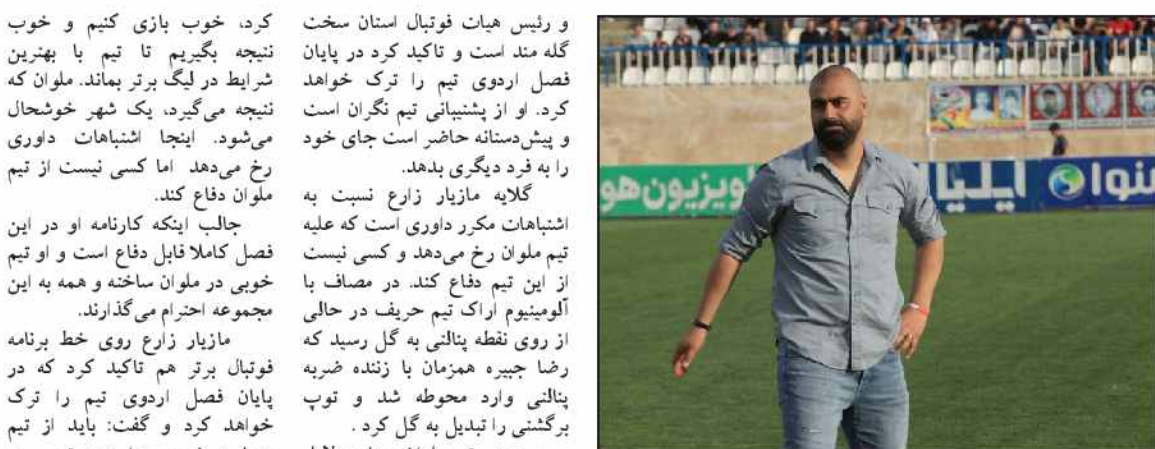 و رئیس هیات فوتبال استان سخت
گله مند است و تاکید کرد در پایان
فصل اردوی تیم را ترک خواهد
کرد. او از پشتیبانی تیم نگران است
و پیش‌دستانه حاضر است جای خود
را به فرد دیگری بدهد.
گلایه مازیار زارع نسبت به
اشتباهات مکرر داوری است که علیه
تیم ملوان رخ می‌دهد و کسی نیست
از این تیم دفاع کند. در مصاف با
آلومینیوم اراک تیم حریف در حالی
از روی نقطه پنالتی به گل رسید که
رضا جبیره همزمان با زننده ضربه
پنالتی وارد محوطه شد و توپ
برگشتی را تبدیل به گل کرد .
کرد، خوب بازی کنیم و خوب
نتیجه بگیریم تا تیم با بهترین
شرایط در لیگ برتر بماند. ملوان که
نتیجه می‌گیرد، یک شهر خوشحال
می‌شود. اینجا اشتباهات داوری
رخ می‌دهد اما کسی نیست از تیم
ملوان دفاع کند.
جالب اینکه کارنامه او در این
فصل کاملا قابل دفاع است و او تیم
خوبی در ملوان ساخته و همه به این
مجموعه احترام می‌گذارند.
مازیار زارع روی خط برنامه
فوتبال برتر هم تاکید کرد که در
پایان فصل اردوی تیم را ترک
خواهد کرد و گفت: باید از تیم